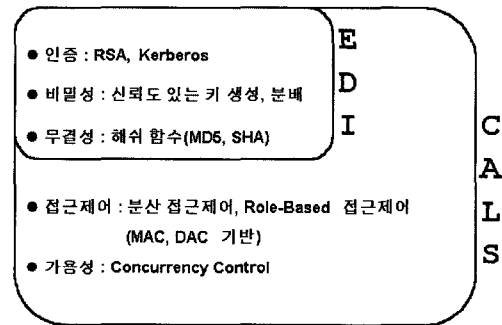 ● 인증 : RSA, Kerberos
● 비밀성 : 신뢰도 있는 키 생성, 분배
● 무결성 : 해쉬 함수(MD5, SHA)
EDI
● 접근제어 : 분산 접근제어, Role-Based 접근제어
(MAC, DAC 기반)
● 가용성 : Concurrency Control
CALS